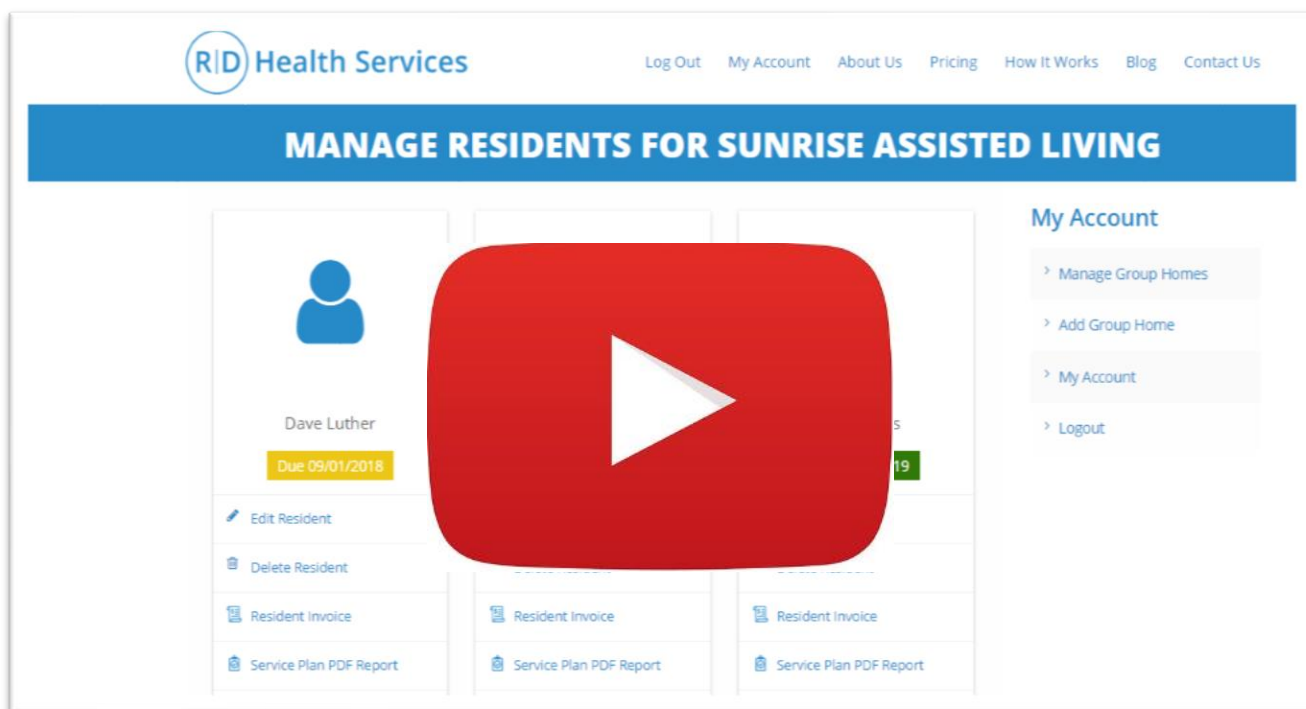 R|D Health Services
Log Out My Account About Us Pricing How It Works Blog Contact Us
MANAGE RESIDENTS FOR SUNRISE ASSISTED LIVING
My Account
Manage Group Homes
Add Group Home
My Account
Logout
Dave Luther
s
Due 09/01/2018
19
Edit Resident
Delete Resident
Resident Invoice
Resident Invoice
Resident Invoice
Service Plan PDF Report
Service Plan PDF Report
Service Plan PDF Report